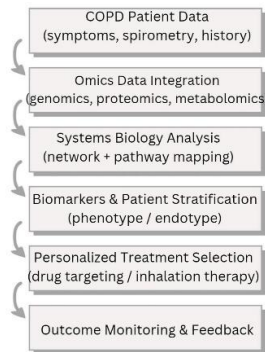 COPD Patient Data
(symptoms, spirometry, history)
Omics Data Integration
(genomics, proteomics, metabolomics
Systems Biology Analysis
(network + pathway mapping)
Biomarkers & Patient Stratification
(phenotype / endotype)
Personalized Treatment Selection
(drug targeting / inhalation therapy)
Outcome Monitoring & Feedback